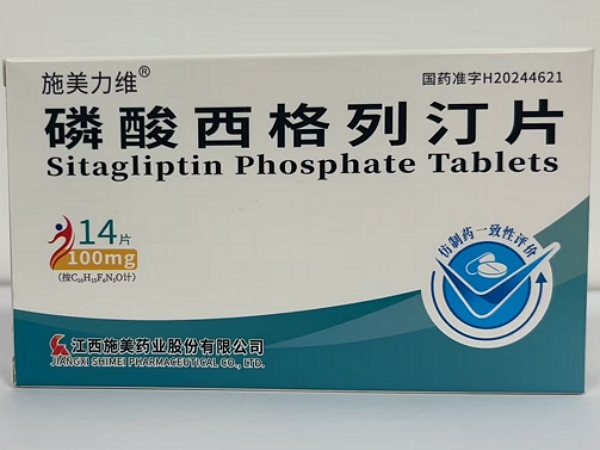 施美力维®
国药准字H20244621
磷酸西格列汀片
Sitagliptin Phosphate Tablets
14片
100mg
(按C₁₆H₁₅F₆N₅O计)
仿制药一致性评价
江西施美药业股份有限公司
JIANGXI SHIMEI PHARMACEUTICAL CO., LTD.